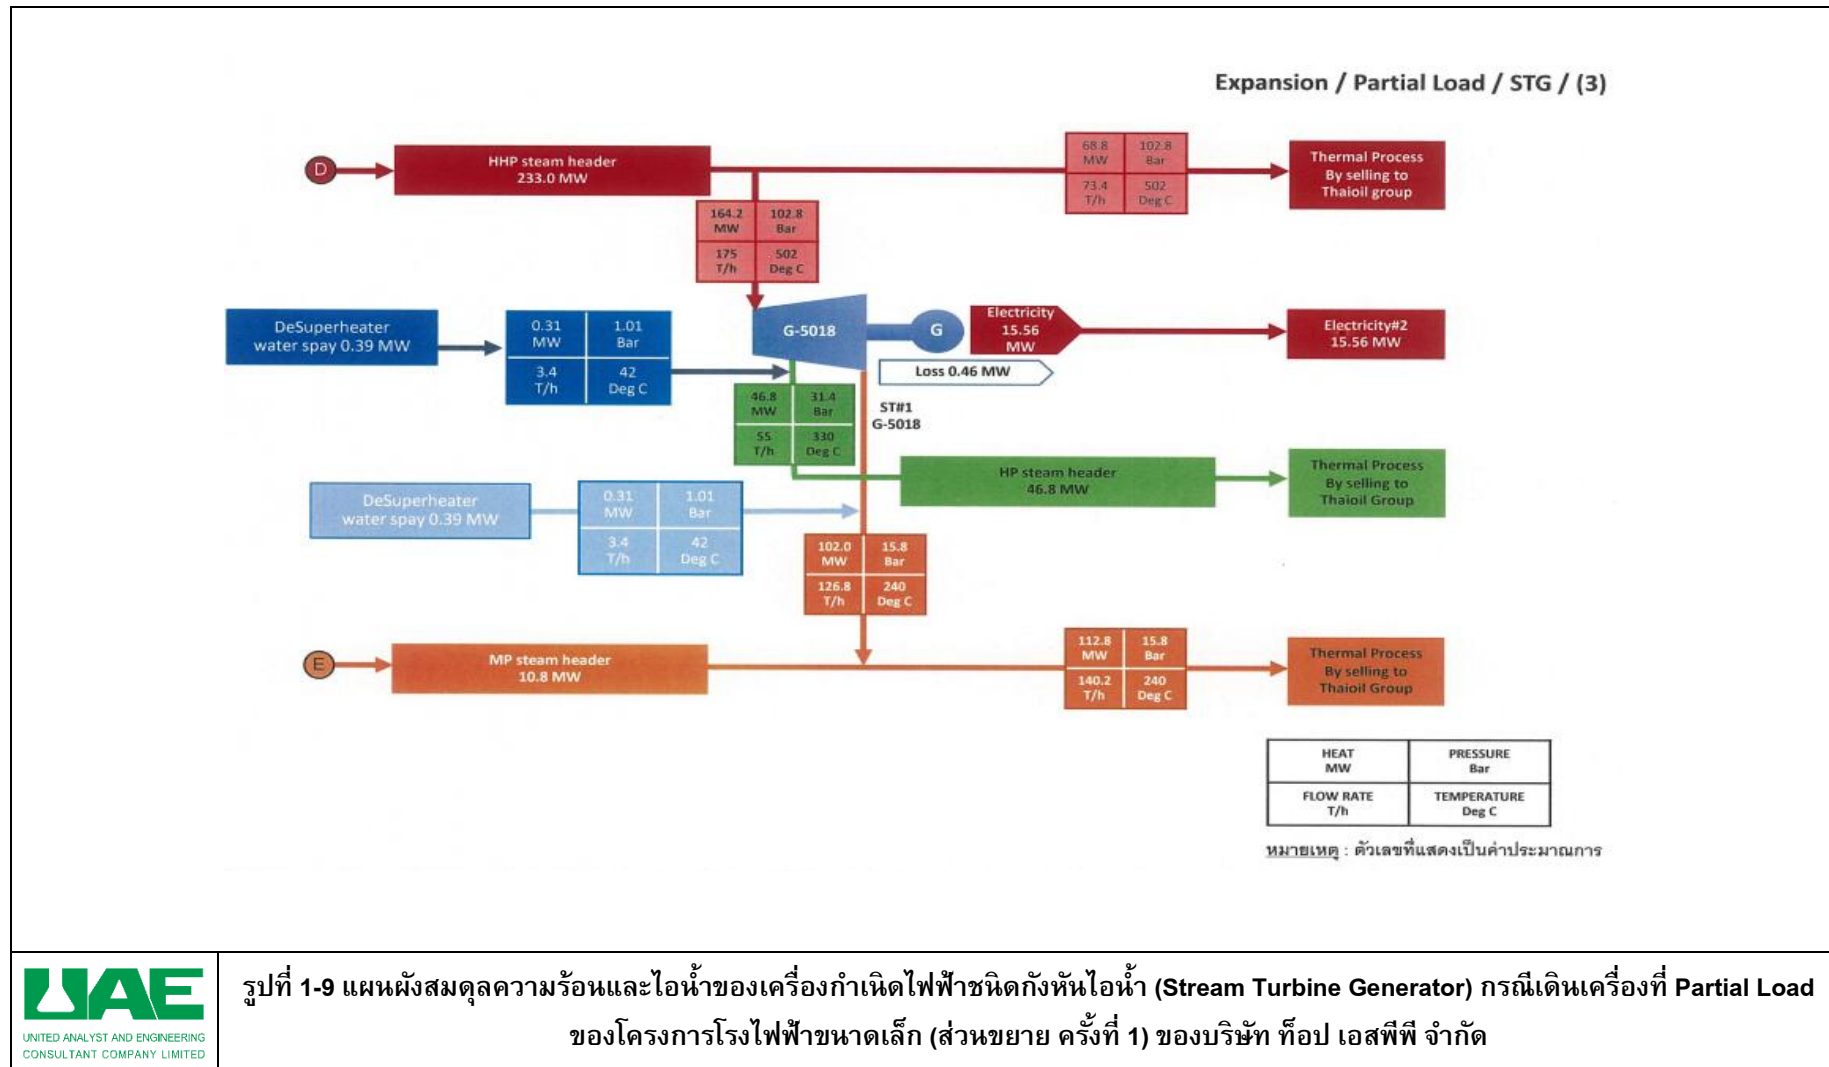 Expansion / Partial Load / STG / (3)
D
HHP steam header
233.0 MW
68.8
MW
102.8
Bar
73.4
T/h
502
Deg C
Thermal Process
By selling to
Thaioil group
164.2
MW
102.8
Bar
175
T/h
502
Deg C
DeSuperheater
water spay 0.39 MW
0.31
MW
1.01
Bar
3.4
T/h
42
Deg C
G-5018
G
Electricity
15.56
MW
Electricity#2
15.56 MW
Loss 0.46 MW
46.8
MW
31.4
Bar
55
T/h
330
Deg C
ST#1
G-5018
HP steam header
46.8 MW
Thermal Process
By selling to
Thaioil Group
DeSuperheater
water spay 0.39 MW
0.31
MW
1.01
Bar
3.4
T/h
42
Deg C
102.0
MW
15.8
Bar
126.8
T/h
240
Deg C
E
MP steam header
10.8 MW
112.8
MW
15.8
Bar
140.2
T/h
240
Deg C
Thermal Process
By selling to
Thaioil Group
HEAT
MW
PRESSURE
Bar
FLOW RATE
T/h
TEMPERATURE
Deg C
หมายเหตุ : ตัวเลขที่แสดงเป็นค่าประมาณการ
UAE
UNITED ANALYST AND ENGINEERING
CONSULTANT COMPANY LIMITED
รูปที่ 1-9 แผนผังสมดุลความร้อนและไอน้ำของเครื่องกำเนิดไฟฟ้าชนิดกังหันไอน้ำ (Stream Turbine Generator) กรณีเดินเครื่องที่ Partial Load
ของโครงการโรงไฟฟ้าขนาดเล็ก (ส่วนขยาย ครั้งที่ 1) ของบริษัท ท็อป เอสพีพี จำกัด